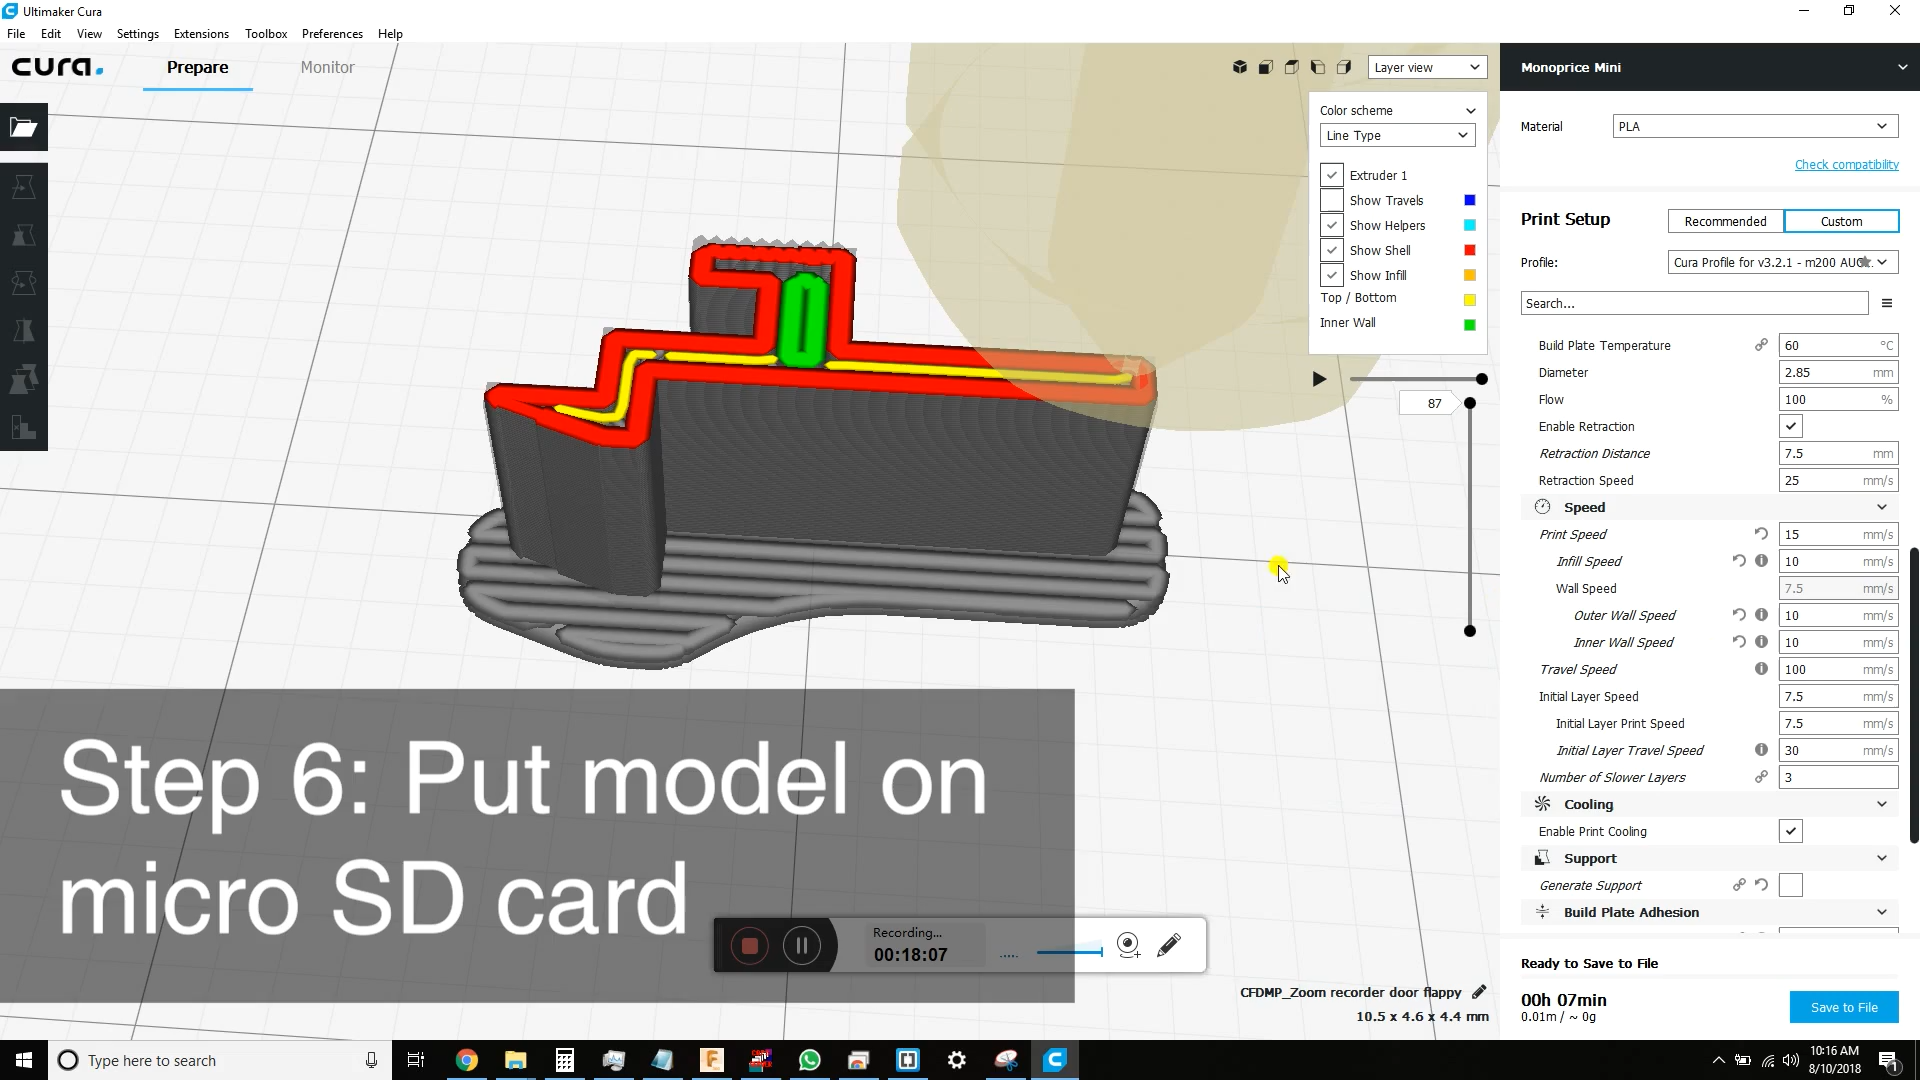 Ultimaker Cura
File Edit View Settings Extensions Toolbox Preferences Help
cura.
Prepare
Monitor
Layer view
Color scheme
Line Type
Extruder 1
Show Travels
Show Helpers
Show Shell
Show Infill
Top / Bottom
Inner Wall
87
Monoprice Mini
Material PLA
Check compatibility
Print Setup Recommended Custom
Profile: Cura Profile for v3.2.1 - m200 AUG...
Search...
Build Plate Temperature 60 °C
Diameter 2.85 mm
Flow 100 %
Enable Retraction
Retraction Distance 7.5 mm
Retraction Speed 25 mm/s
Speed
Print Speed 15 mm/s
Infill Speed 10 mm/s
Wall Speed 7.5 mm/s
Outer Wall Speed 10 mm/s
Inner Wall Speed 10 mm/s
Travel Speed 100 mm/s
Initial Layer Speed 7.5 mm/s
Initial Layer Print Speed 7.5 mm/s
Initial Layer Travel Speed 30 mm/s
Number of Slower Layers 3
Cooling
Enable Print Cooling
Support
Generate Support
Build Plate Adhesion
Ready to Save to File
00h 07min
0.01m / ~ 0g
Save to File
Step 6: Put model on
micro SD card
Recording...
00:18:07
CFDMP_Zoom recorder door flappy
10.5 x 4.6 x 4.4 mm
Type here to search
10:16 AM
8/10/2018
1